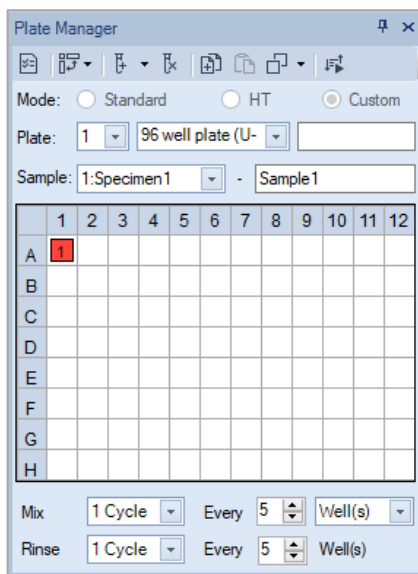 Plate Manager
Mode: Standard HT Custom
Plate: 1 96 well plate (U-
Sample: 1:Specimen1 - Sample1
1 2 3 4 5 6 7 8 9 10 11 12
A 1
B
C
D
E
F
G
H
Mix 1 Cycle Every 5 Well(s)
Rinse 1 Cycle Every 5 Well(s)